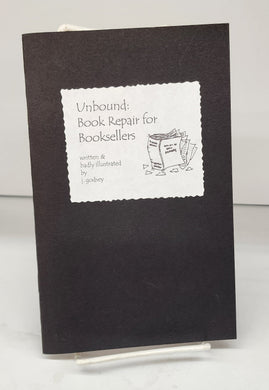 Unbound:
Book Repair for
Booksellers
written &
badly illustrated
by
j. godsey